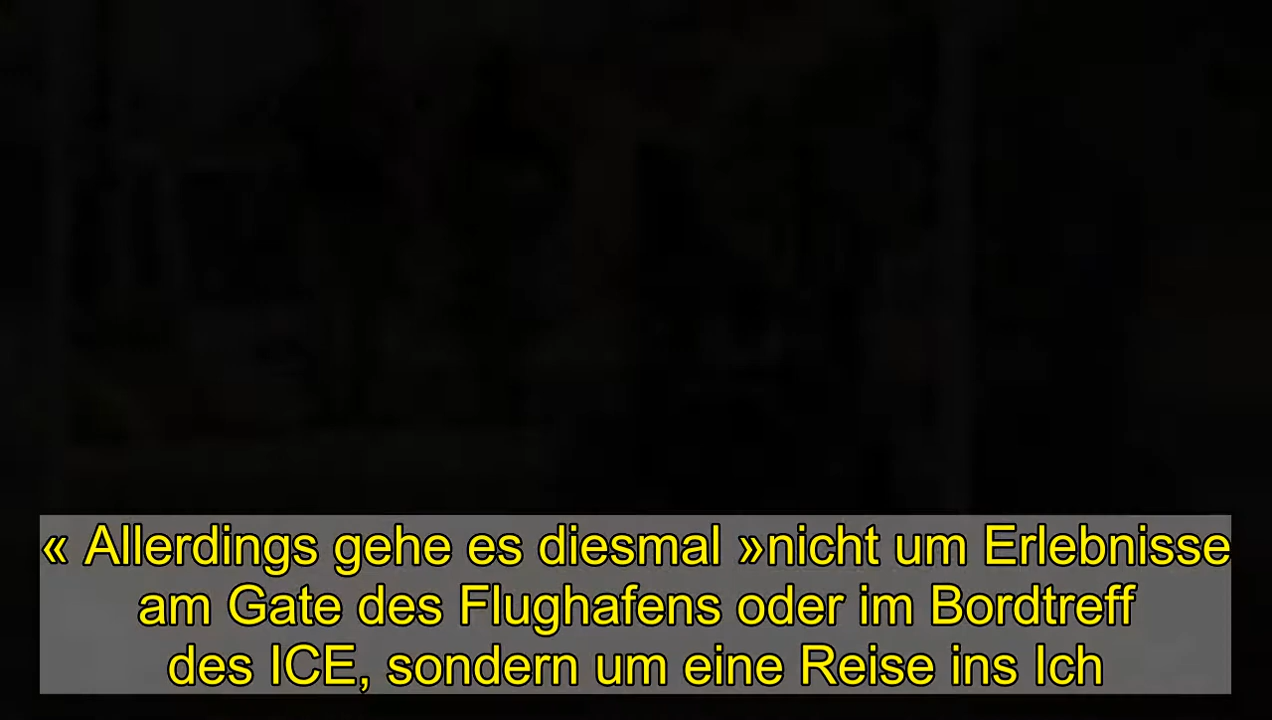 « Allerdings gehe es diesmal »nicht um Erlebnisse
am Gate des Flughafens oder im Bordtreff
des ICE, sondern um eine Reise ins Ich